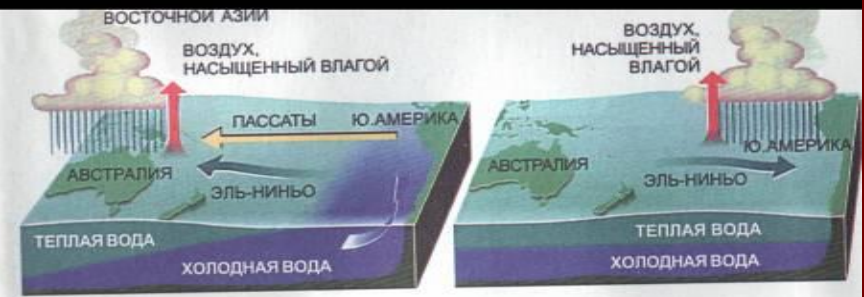 ВОСТОЧНОЙ АЗИИ
ВОЗДУХ,
НАСЫЩЕННЫЙ ВЛАГОЙ
ПАССАТЫ
Ю.АМЕРИКА
АВСТРАЛИЯ
ЭЛЬ-НИНЬО
ТЕПЛАЯ ВОДА
ХОЛОДНАЯ ВОДА
ВОЗДУХ,
НАСЫЩЕННЫЙ
ВЛАГОЙ
Ю.АМЕРИКА
АВСТРАЛИЯ
ЭЛЬ-НИНЬО
ТЕПЛАЯ ВОДА
ХОЛОДНАЯ ВОДА